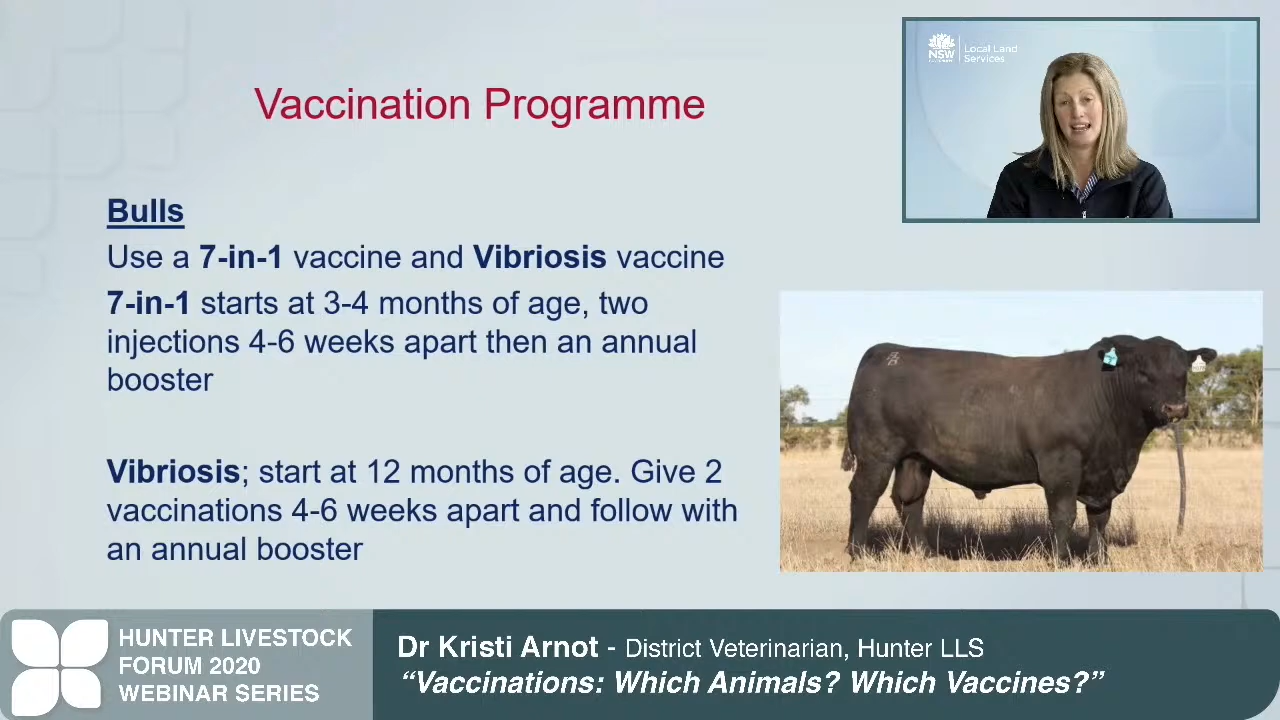 Vaccination Programme
NSW
Local Land
Services
Bulls
Use a 7-in-1 vaccine and Vibriosis vaccine
7-in-1 starts at 3-4 months of age, two
injections 4-6 weeks apart then an annual
booster
Vibriosis; start at 12 months of age. Give 2
vaccinations 4-6 weeks apart and follow with
an annual booster
HUNTER LIVESTOCK
FORUM 2020
WEBINAR SERIES
Dr Kristi Arnot - District Veterinarian, Hunter LLS
“Vaccinations: Which Animals? Which Vaccines?”